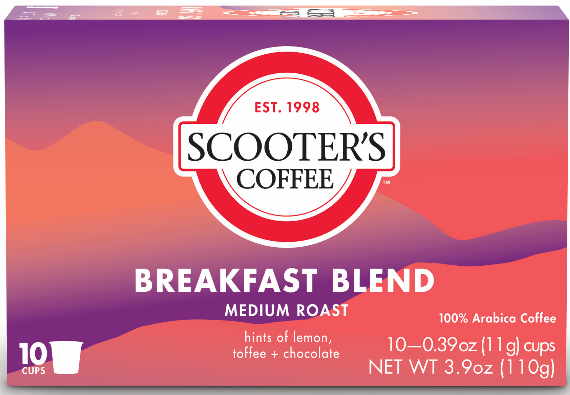 EST. 1998
SCOOTER'S
COFFEE
™
BREAKFAST BLEND
MEDIUM ROAST
100% Arabica Coffee
hints of lemon,
toffee + chocolate
10
CUPS
10—0.39oz (11g) cups
NET WT 3.9oz (110g)